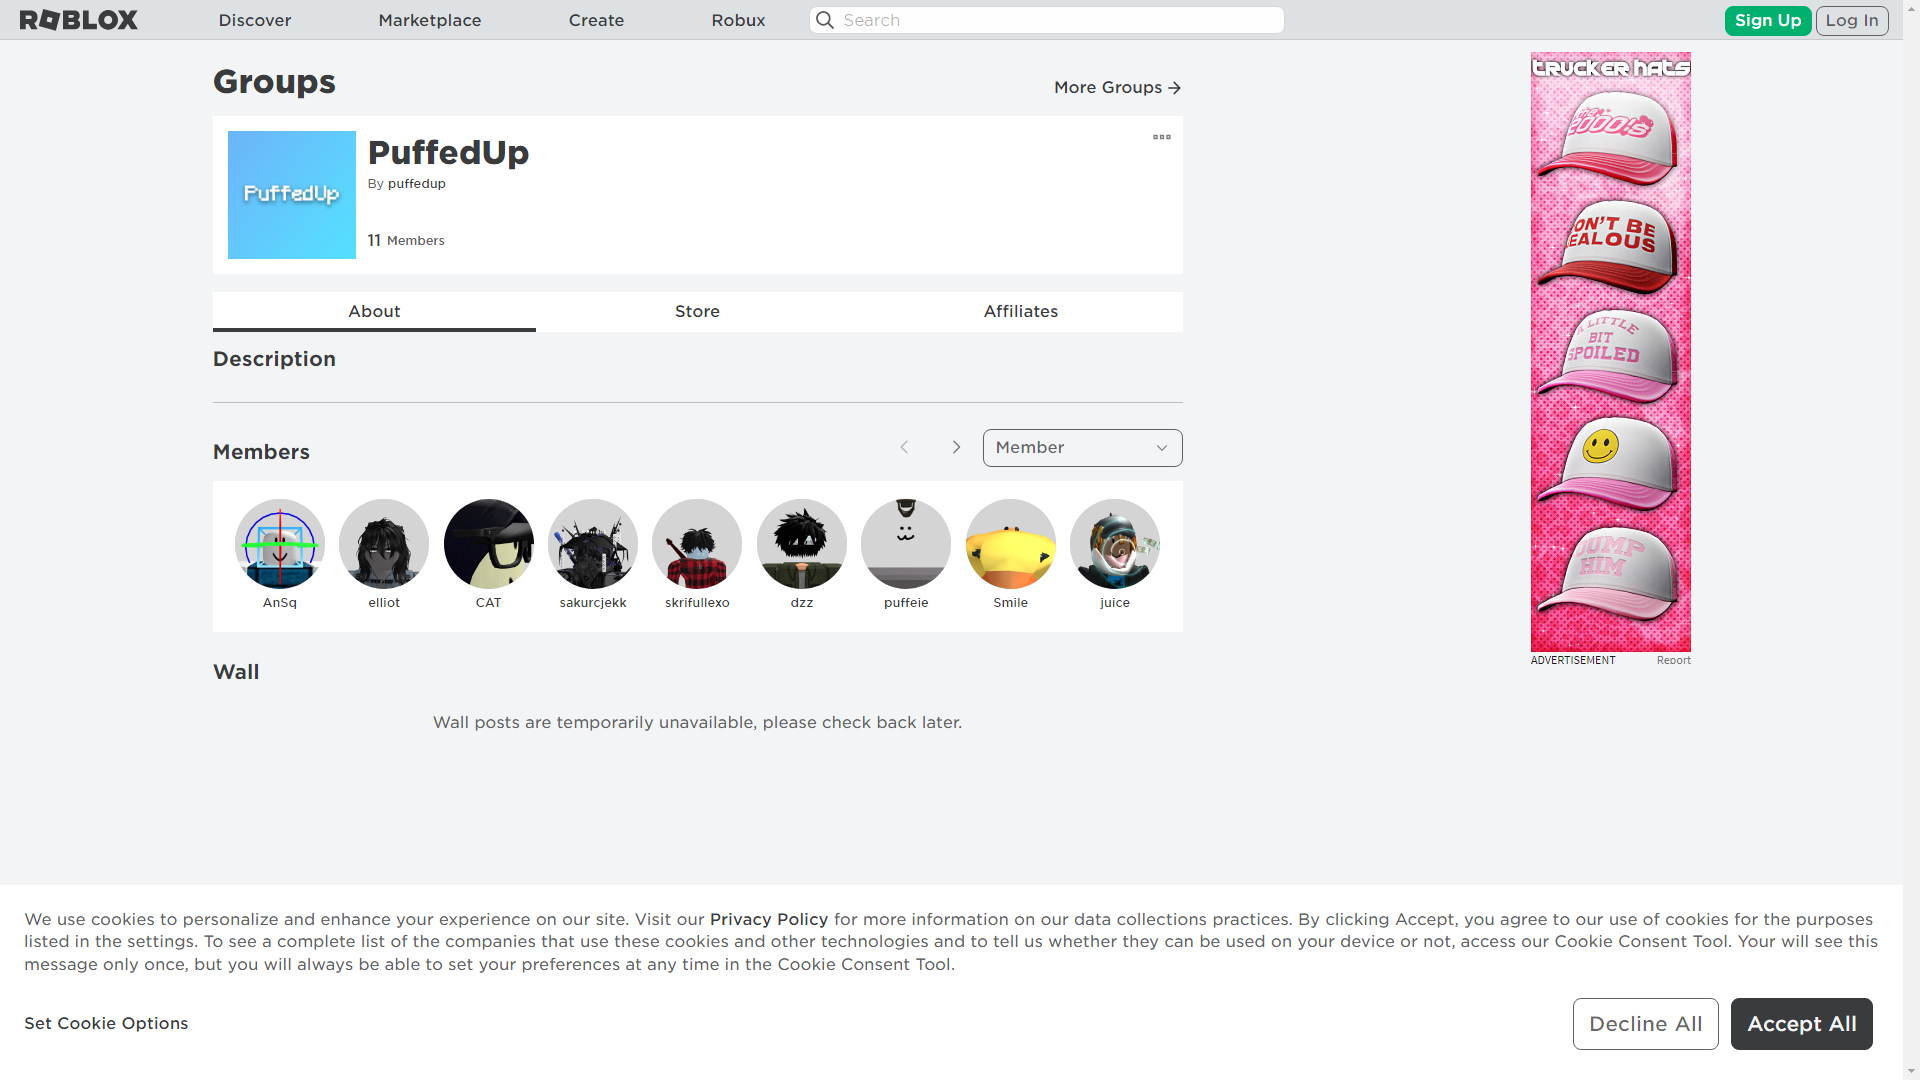 ROBLOX
Discover
Marketplace
Create
Robux
Search
Sign Up
Log In
Groups
More Groups
PuffedUp
PuffedUp
By puffedup
11 Members
About
Store
Affiliates
Description
Members
Member
AnSq
elliot
CAT
sakurcjekk
skrifullexo
dzz
puffeie
Smile
juice
Wall
Wall posts are temporarily unavailable, please check back later.
TRUCKER HATS
the 2000's
ON'T BE
EALOUS
A LITTLE
BIT
SPOILED
JUMP
HIM
ADVERTISEMENT
Report
We use cookies to personalize and enhance your experience on our site. Visit our Privacy Policy for more information on our data collections practices. By clicking Accept, you agree to our use of cookies for the purposes
listed in the settings. To see a complete list of the companies that use these cookies and other technologies and to tell us whether they can be used on your device or not, access our Cookie Consent Tool. Your will see this
message only once, but you will always be able to set your preferences at any time in the Cookie Consent Tool.
Set Cookie Options
Decline All
Accept All